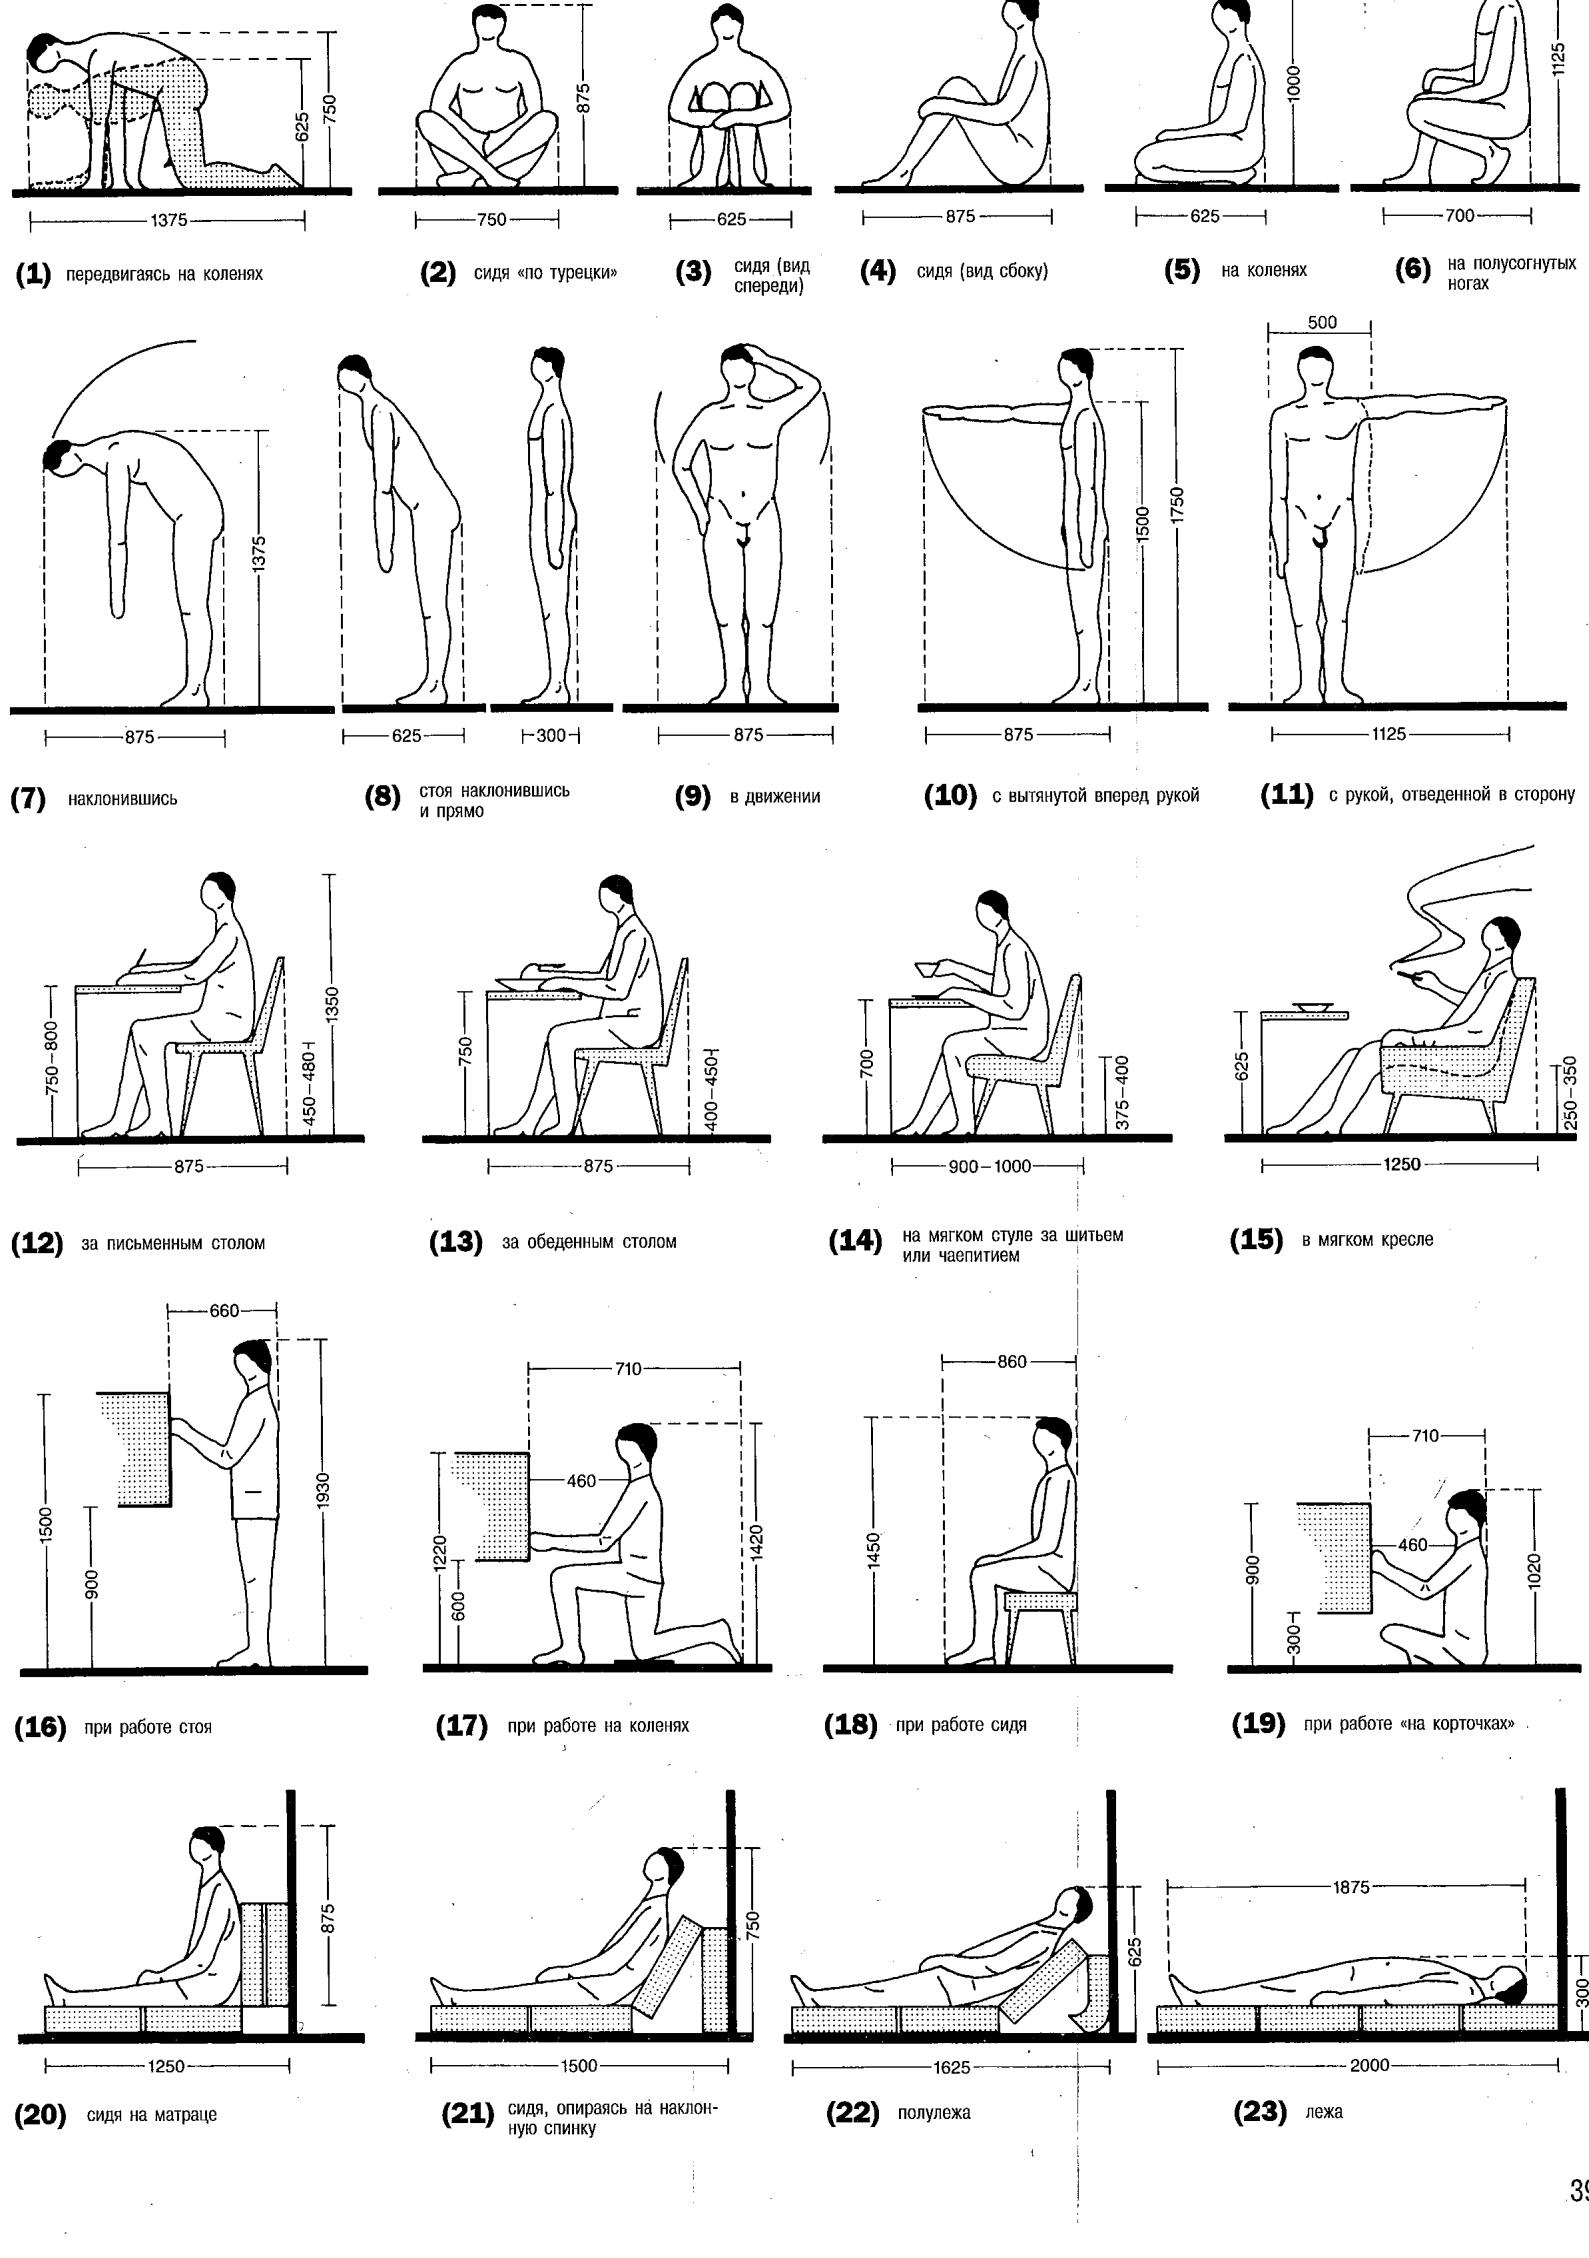 875
1000
1125
625
750
1375
750
625
875
625
700
(1) передвигаясь на коленях
(2) сидя «по турецки»
(3) сидя (вид
спереди)
(4) сидя (вид сбоку)
(5) на коленях
(6) на полусогнутых
ногах
500
1375
1500
1750
875
625
300
875
875
1125
(7) наклонившись
(8) стоя наклонившись
и прямо
(9) в движении
(10) с вытянутой вперед рукой
(11) с рукой, отведенной в сторону
750–800
450–480
1350
750
400–450
700
375–400
625
250–350
875
875
900–1000
1250
(12) за письменным столом
(13) за обеденным столом
(14) на мягком стуле за шитьем
или чаепитием
(15) в мягком кресле
660
1500
900
1930
710
460
1220
600
1420
860
1450
710
460
900
300
1020
(16) при работе стоя
(17) при работе на коленях
(18) при работе сидя
(19) при работе «на корточках»
875
750
625
1875
300
1250
1500
1625
2000
(20) сидя на матраце
(21) сидя, опираясь на наклон-
ную спинку
(22) полулежа
(23) лежа